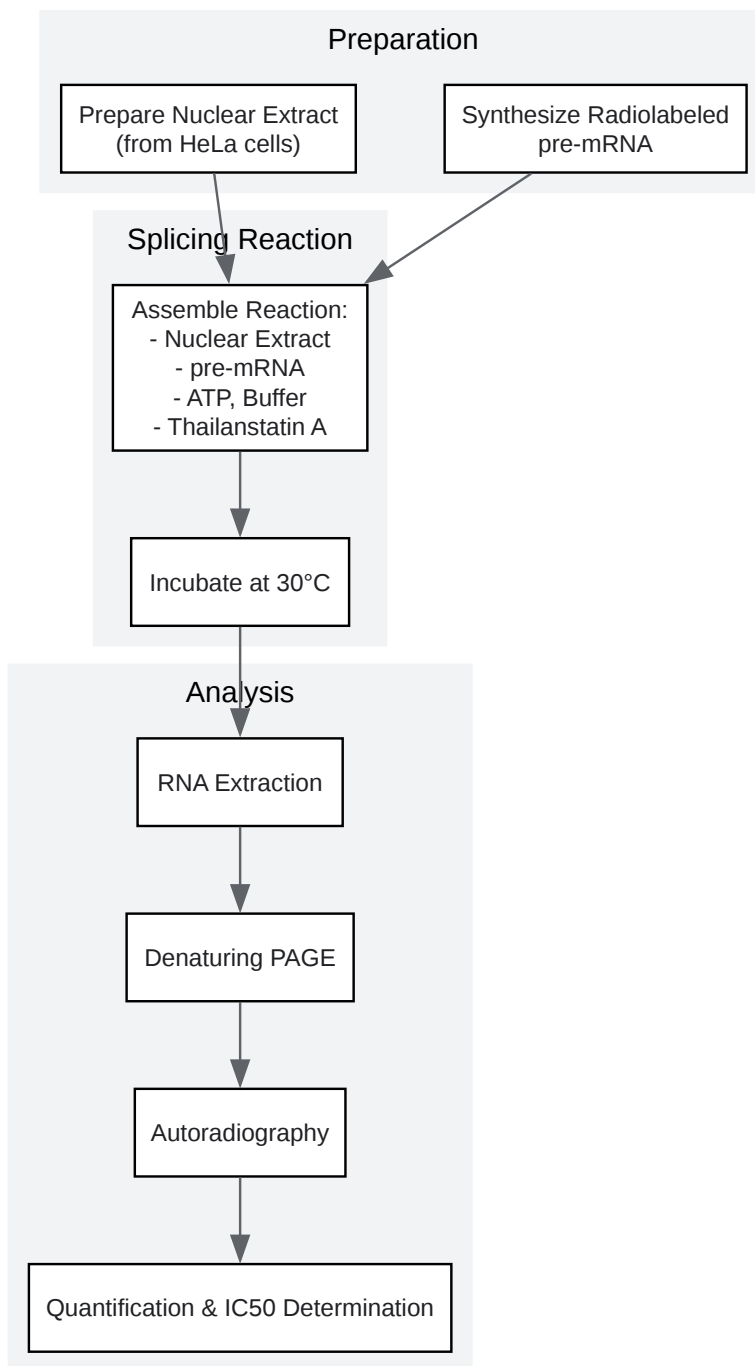 Preparation
Prepare Nuclear Extract
(from HeLa cells)
Synthesize Radiolabeled
pre-mRNA
Splicing Reaction
Assemble Reaction:
- Nuclear Extract
- pre-mRNA
- ATP, Buffer
- Thailanstatin A
Incubate at 30°C
Analysis
RNA Extraction
Denaturing PAGE
Autoradiography
Quantification & IC50 Determination